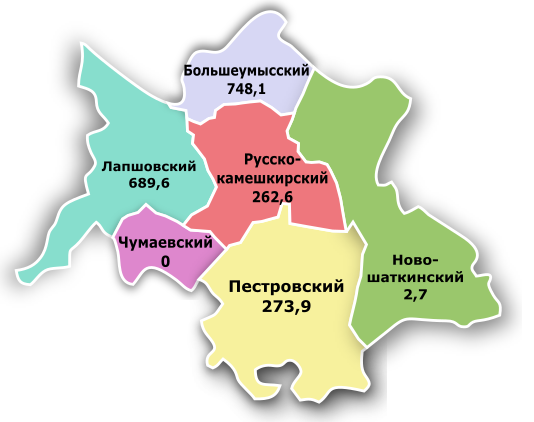 Большеумысский
748,1
Лапшовский
689,6
Русско-
камешкирский
262,6
Чумаевский
0
Ново-
шаткинский
2,7
Пестровский
273,9